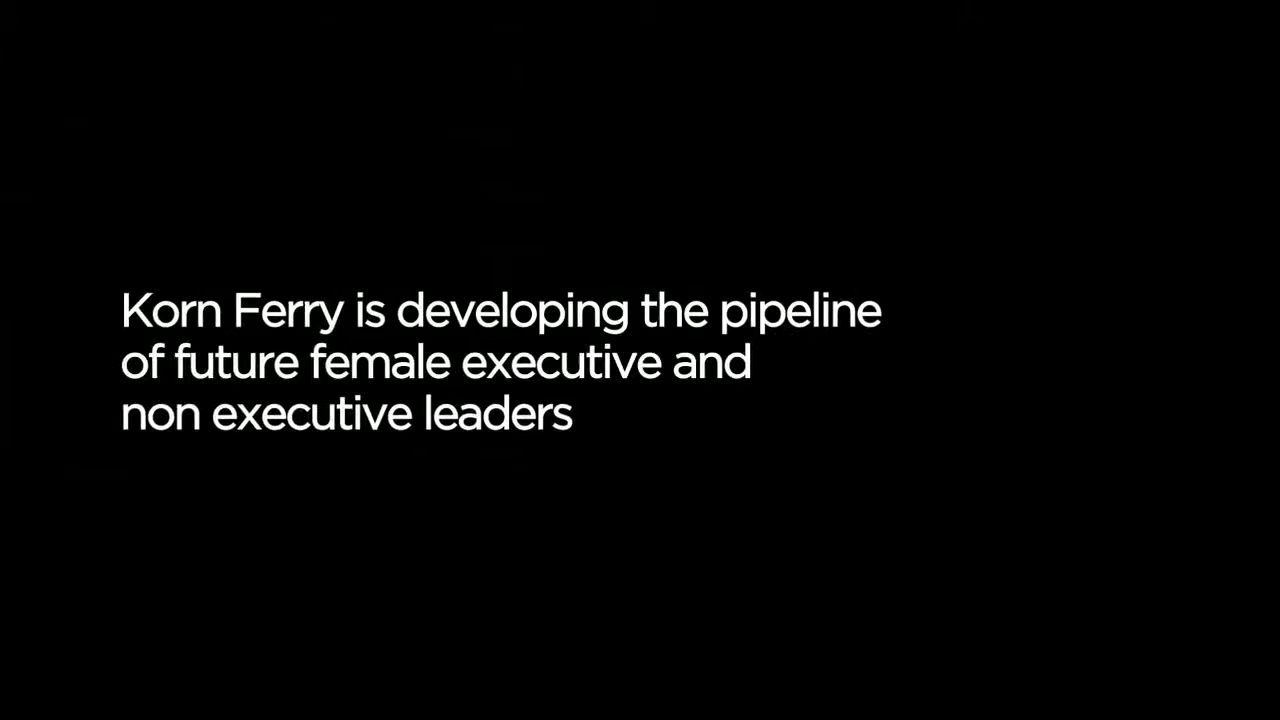 Korn Ferry is developing the pipeline
of future female executive and
non executive leaders